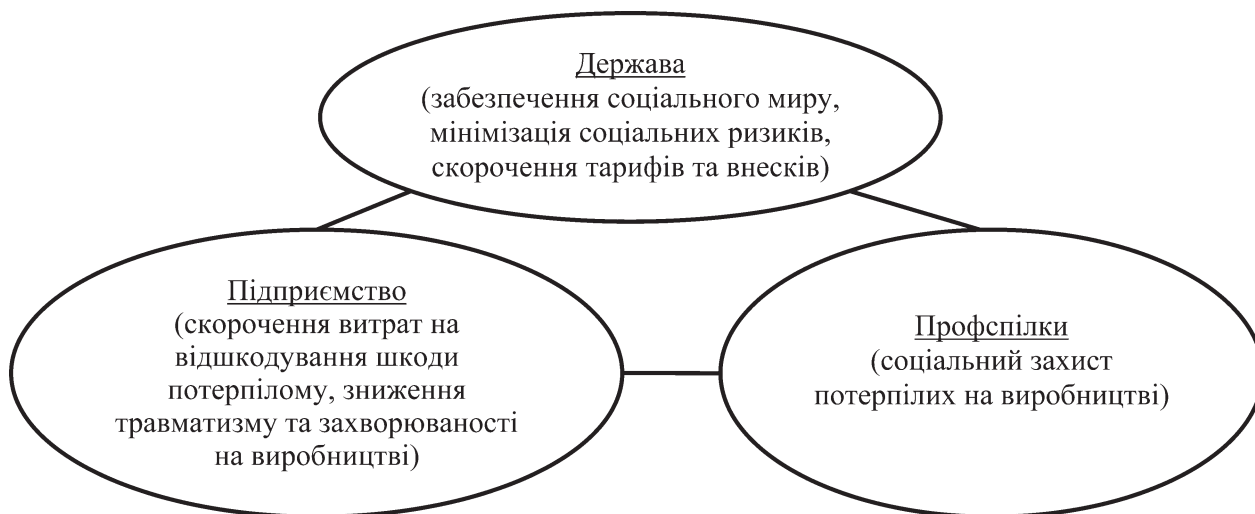 Держава
(забезпечення соціального миру,
мінімізація соціальних ризиків,
скорочення тарифів та внесків)
Підприємство
(скорочення витрат на
відшкодування шкоди
потерпілому, зниження
травматизму та захворюваності
на виробництві)
Профспілки
(соціальний захист
потерпілих на виробництві)